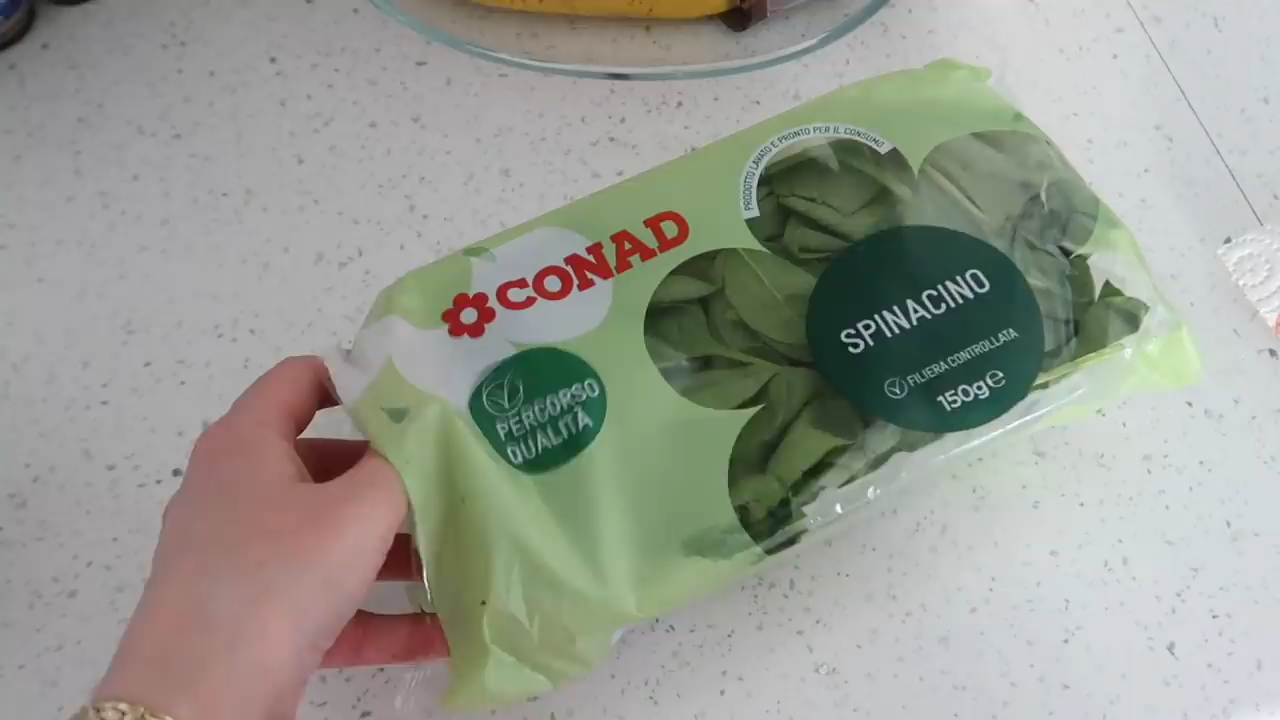 PRODOTTO LAVATO E PRONTO PER IL CONSUMO
CONAD
PERCORSO
QUALITÀ
SPINACINO
FILIERA CONTROLLATA
150g e